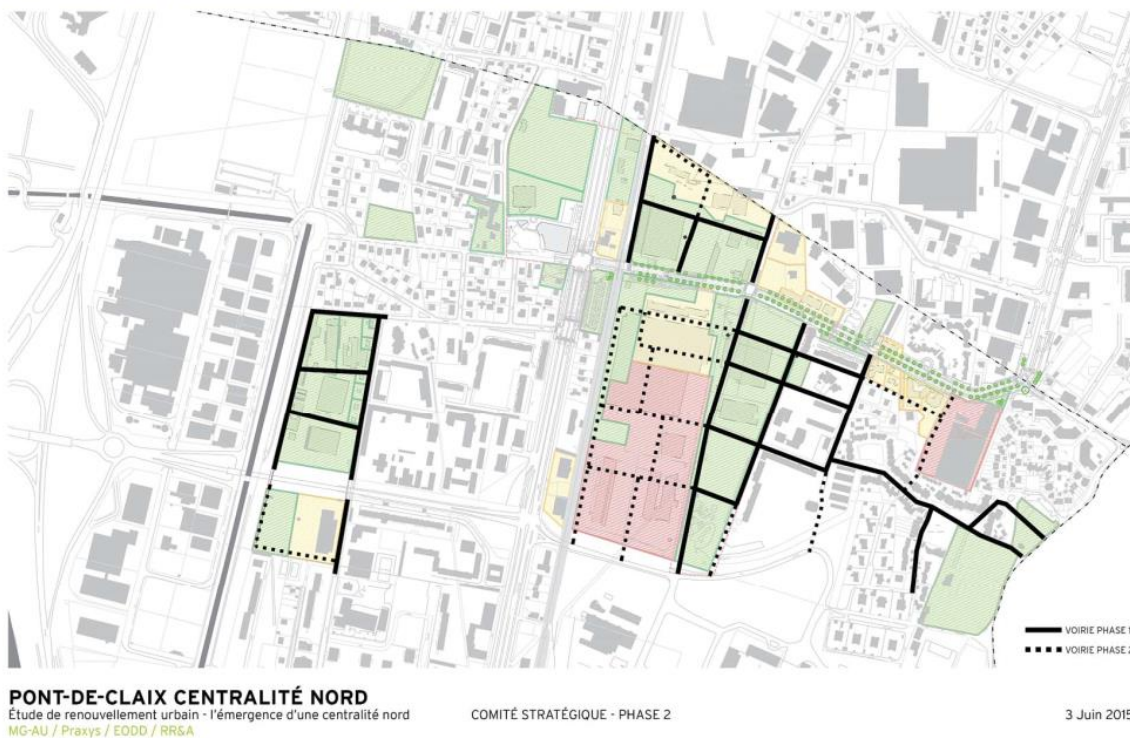 VOIRIE PHASE 1
VOIRIE PHASE 2
PONT-DE-CLAIX CENTRALITÉ NORD
Étude de renouvellement urbain - l'émergence d'une centralité nord
COMITÉ STRATÉGIQUE - PHASE 2
3 Juin 2015
MG-AU / Praxys / EODD / RR&A